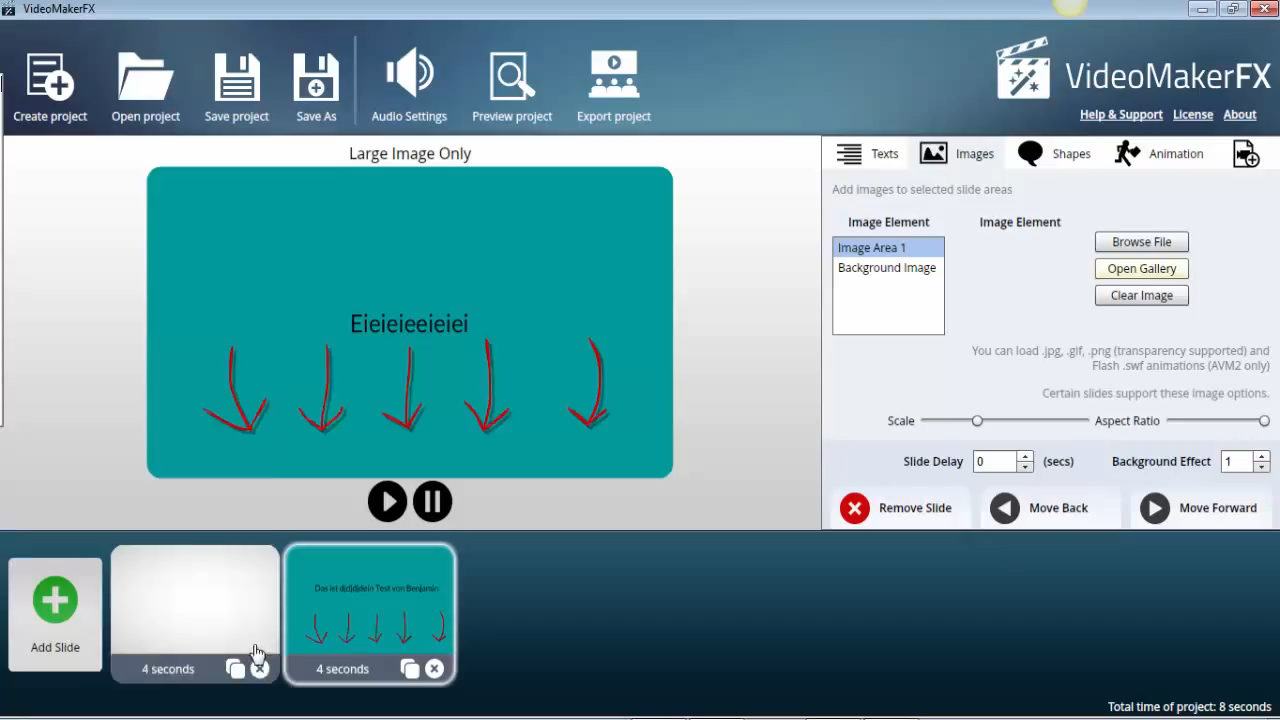 VideoMakerFX
Create project
Open project
Save project
Save As
Audio Settings
Preview project
Export project
VideoMakerFX
Help & Support
License
About
Large Image Only
Eieieieeieiei
Texts
Images
Shapes
Animation
Add images to selected slide areas
Image Element
Image Element
Image Area 1
Background Image
Browse File
Open Gallery
Clear Image
You can load .jpg, .gif, .png (transparency supported) and
Flash .swf animations (AVM2 only)
Certain slides support these image options.
Scale
Aspect Ratio
Slide Delay
0
(secs)
Background Effect
1
Remove Slide
Move Back
Move Forward
Add Slide
4 seconds
Test von Benjamin
4 seconds
Total time of project: 8 seconds